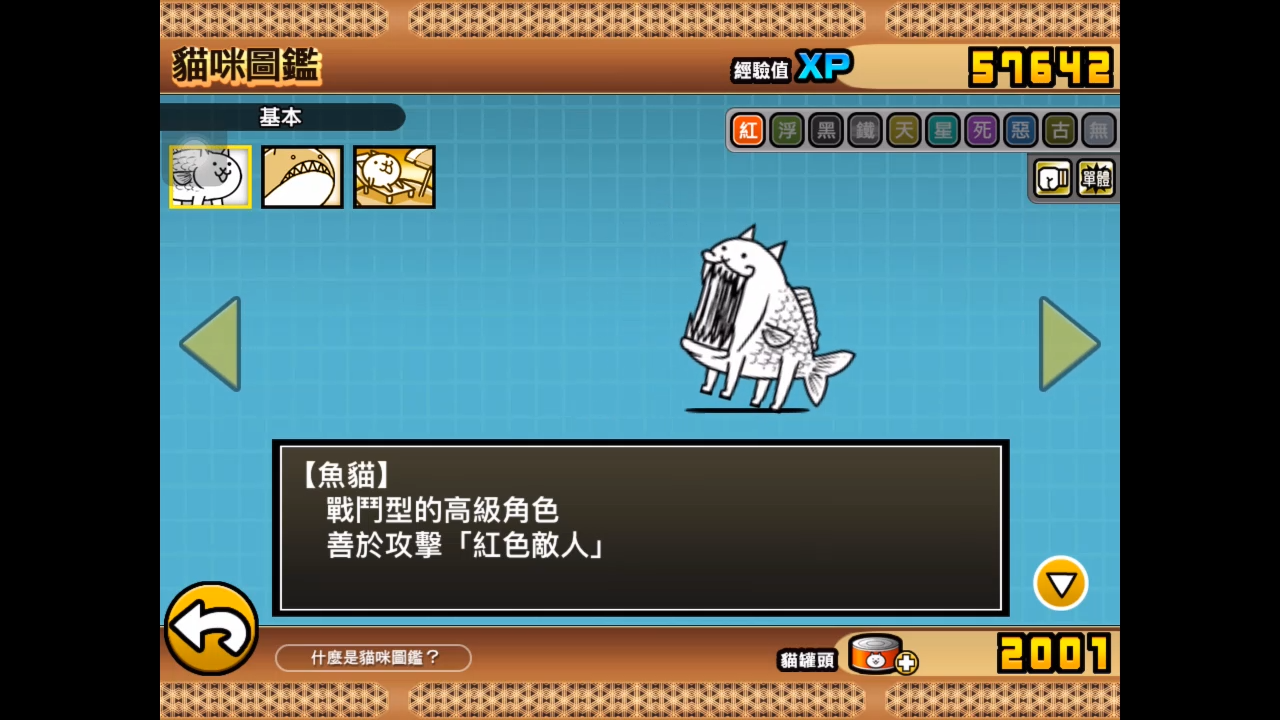 貓咪圖鑑
經驗值 XP 57642
基本
紅 浮 黑 鐵 天 星 死 惡 古 無
單體
【魚貓】
戰鬥型的高級角色
善於攻擊「紅色敵人」
什麼是貓咪圖鑑？
貓罐頭 2001